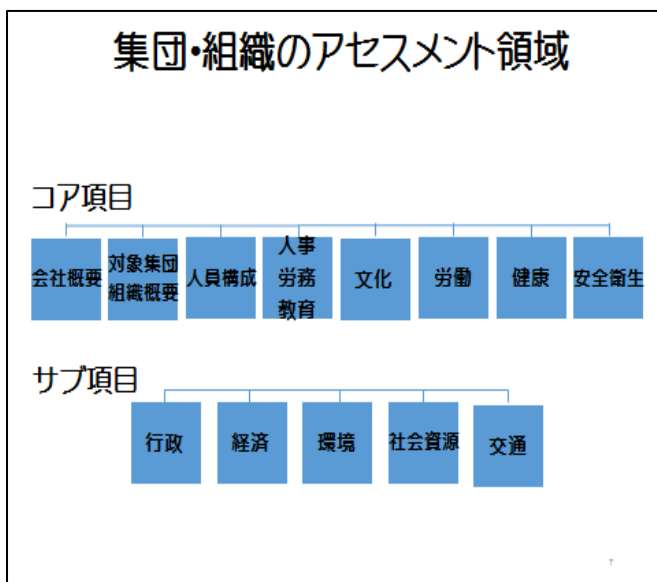 集団・組織のアセスメント領域
コア項目
会社概要
対象集団
組織概要
人員構成
人事
労務
教育
文化
労働
健康
安全衛生
サブ項目
行政
経済
環境
社会資源
交通
7